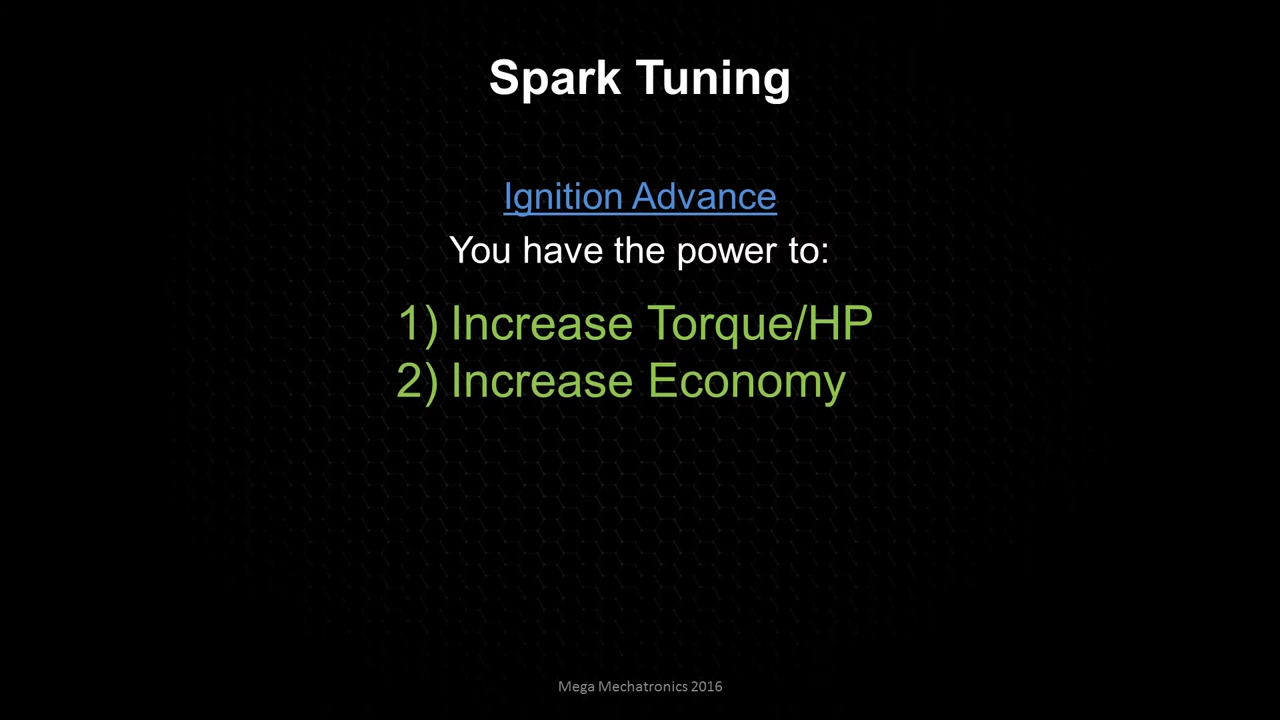 Spark Tuning
Ignition Advance
You have the power to:
1) Increase Torque/HP
2) Increase Economy
Mega Mechatronics 2016